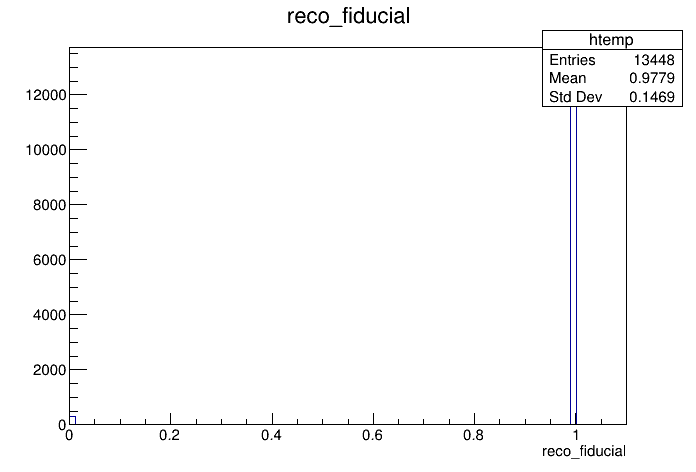 reco_fiducial
htemp
Entries 13448
Mean 0.9779
Std Dev 0.1469
12000
10000
8000
6000
4000
2000
0
0 0.2 0.4 0.6 0.8 1
reco_fiducial